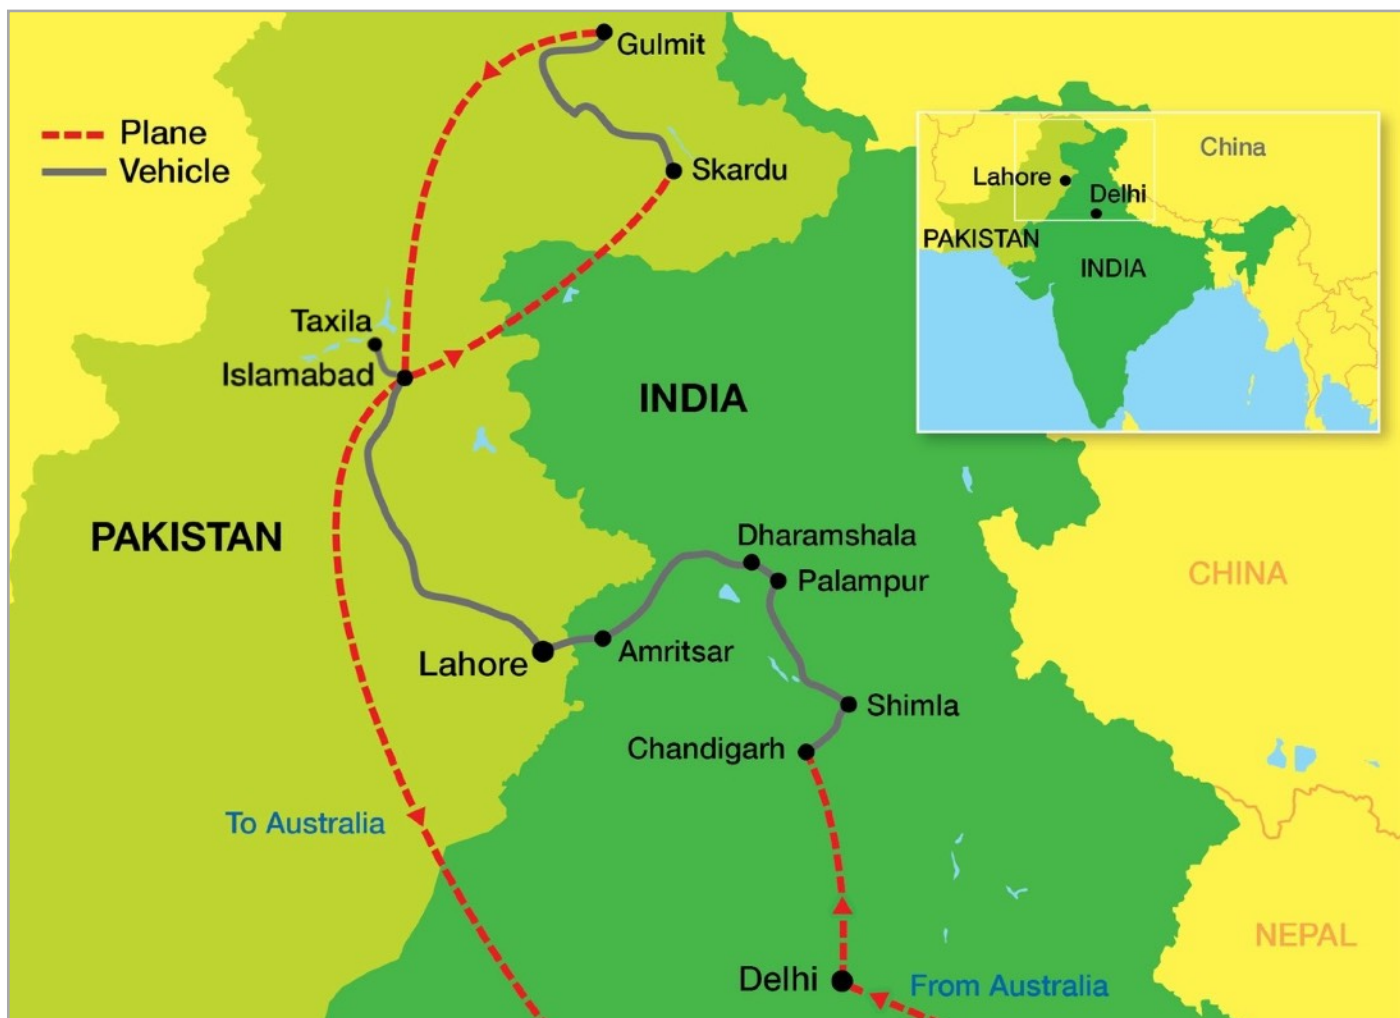 Gulmit
Plane
Vehicle
Skardu
China
Lahore
Delhi
PAKISTAN
INDIA
Taxila
Islamabad
INDIA
PAKISTAN
Dharamshala
Palampur
CHINA
Lahore
Amritsar
Shimla
Chandigarh
To Australia
NEPAL
Delhi
From Australia